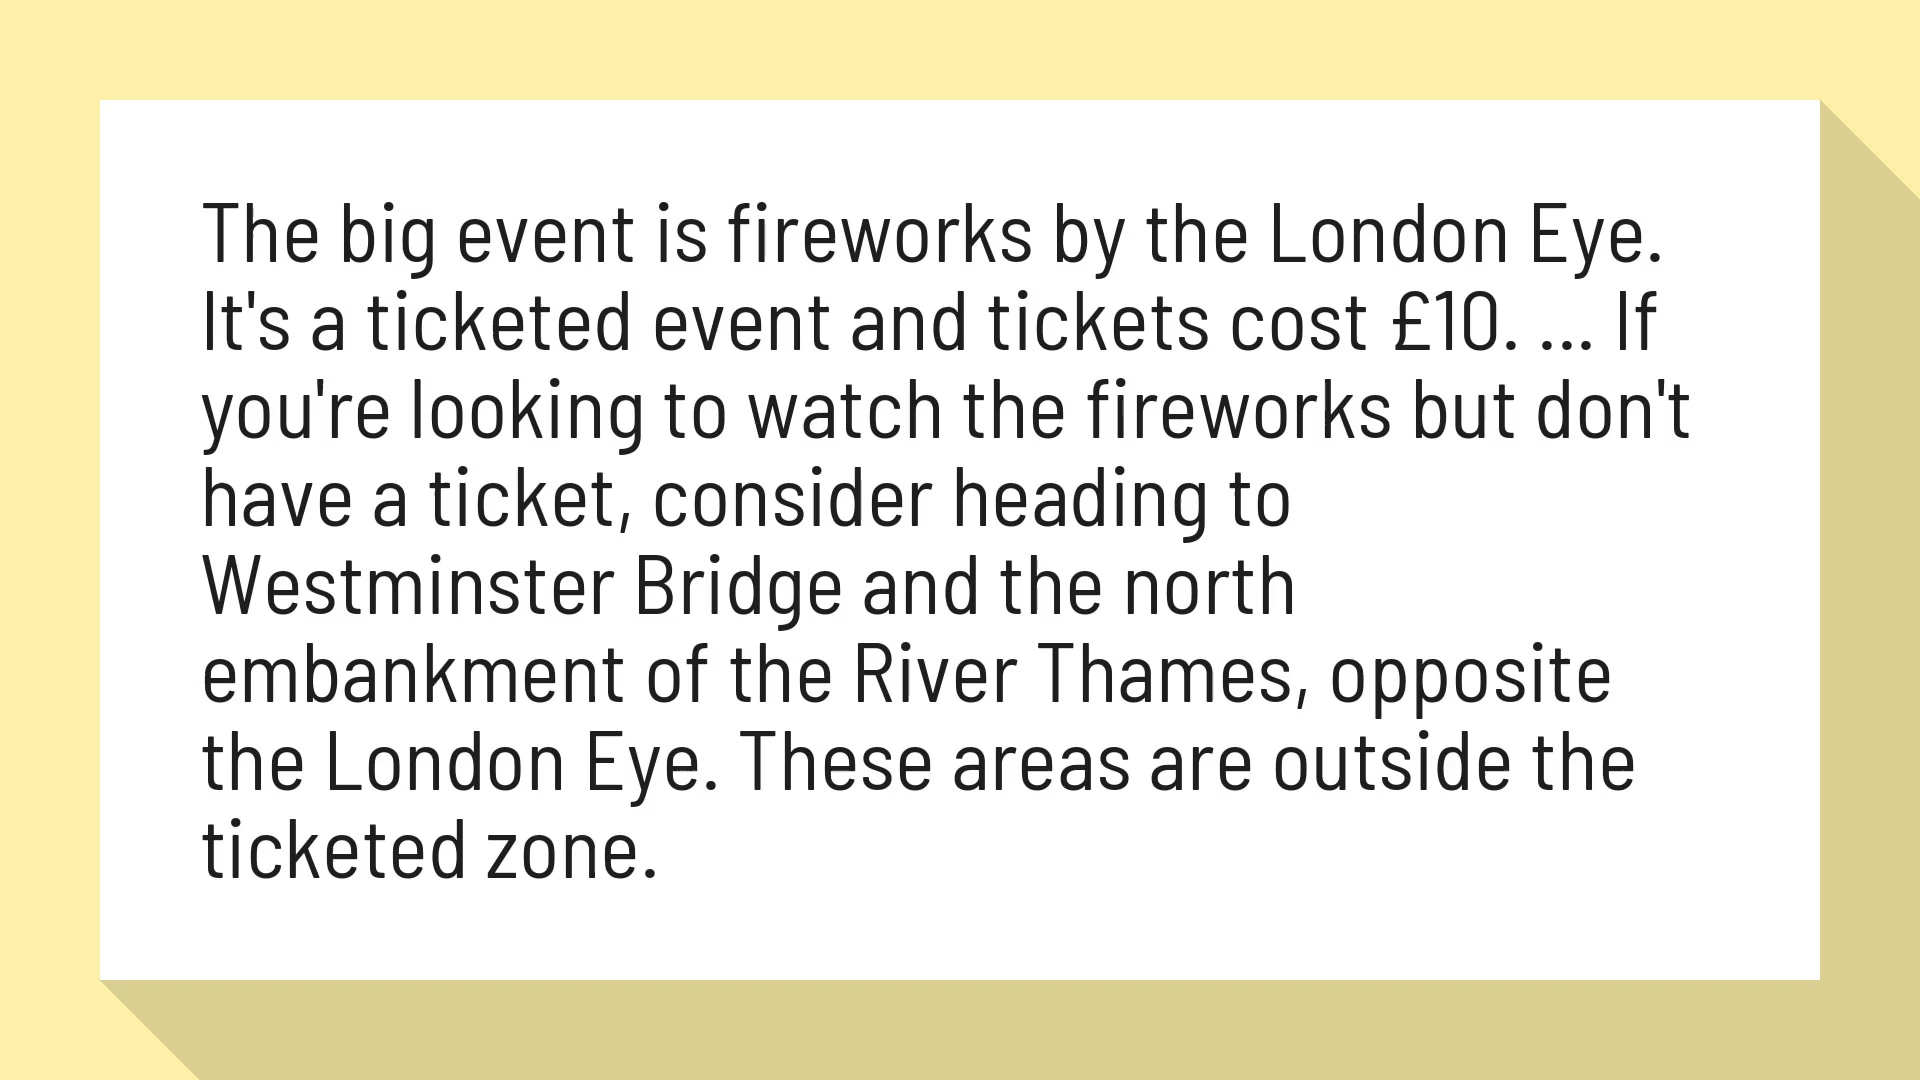 The big event is fireworks by the London Eye.
It's a ticketed event and tickets cost £10. ... If
you're looking to watch the fireworks but don't
have a ticket, consider heading to
Westminster Bridge and the north
embankment of the River Thames, opposite
the London Eye. These areas are outside the
ticketed zone.